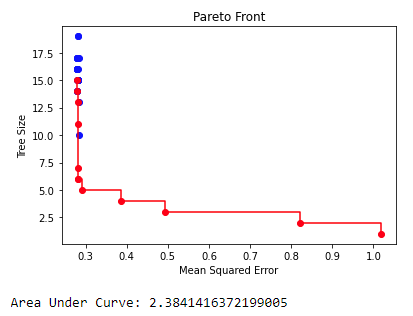 Pareto Front
Tree Size
17.5
15.0
12.5
10.0
7.5
5.0
2.5
0.3 0.4 0.5 0.6 0.7 0.8 0.9 1.0
Mean Squared Error
Area Under Curve: 2.3841416372199005